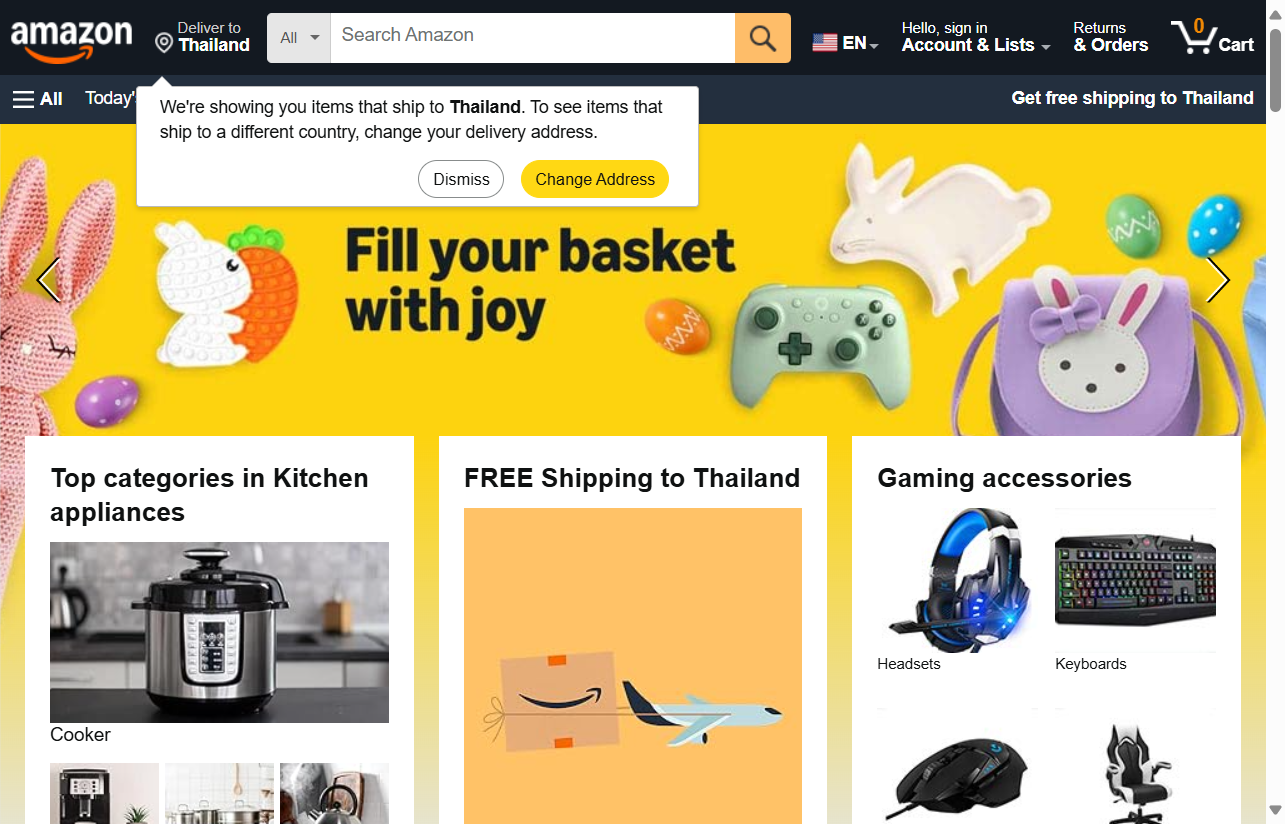 amazon
Deliver to
Thailand
All
Search Amazon
EN
Hello, sign in
Account & Lists
Returns
& Orders
0
Cart
All
Today'
Get free shipping to Thailand
We're showing you items that ship to Thailand. To see items that
ship to a different country, change your delivery address.
Dismiss
Change Address
Fill your basket
with joy
X
Y
B
A
Top categories in Kitchen
appliances
Cooker
FREE Shipping to Thailand
Gaming accessories
Headsets
Keyboards